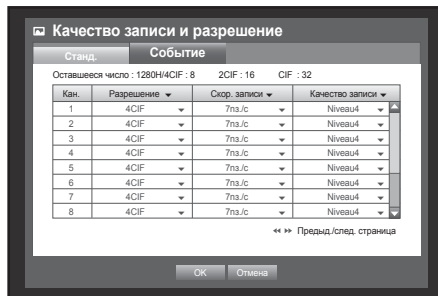 Качество записи и разрешение
Станд. Событие
Оставшееся число : 1280H/4CIF : 8 2CIF : 16 CIF : 32
Кан. Разрешение Скор. записи Качество записи
1 4CIF 7пз./с Niveau4
2 4CIF 7пз./с Niveau4
3 4CIF 7пз./с Niveau4
4 4CIF 7пз./с Niveau4
5 4CIF 7пз./с Niveau4
6 4CIF 7пз./с Niveau4
7 4CIF 7пз./с Niveau4
8 4CIF 7пз./с Niveau4
Предыд./след. страница
OK Отмена